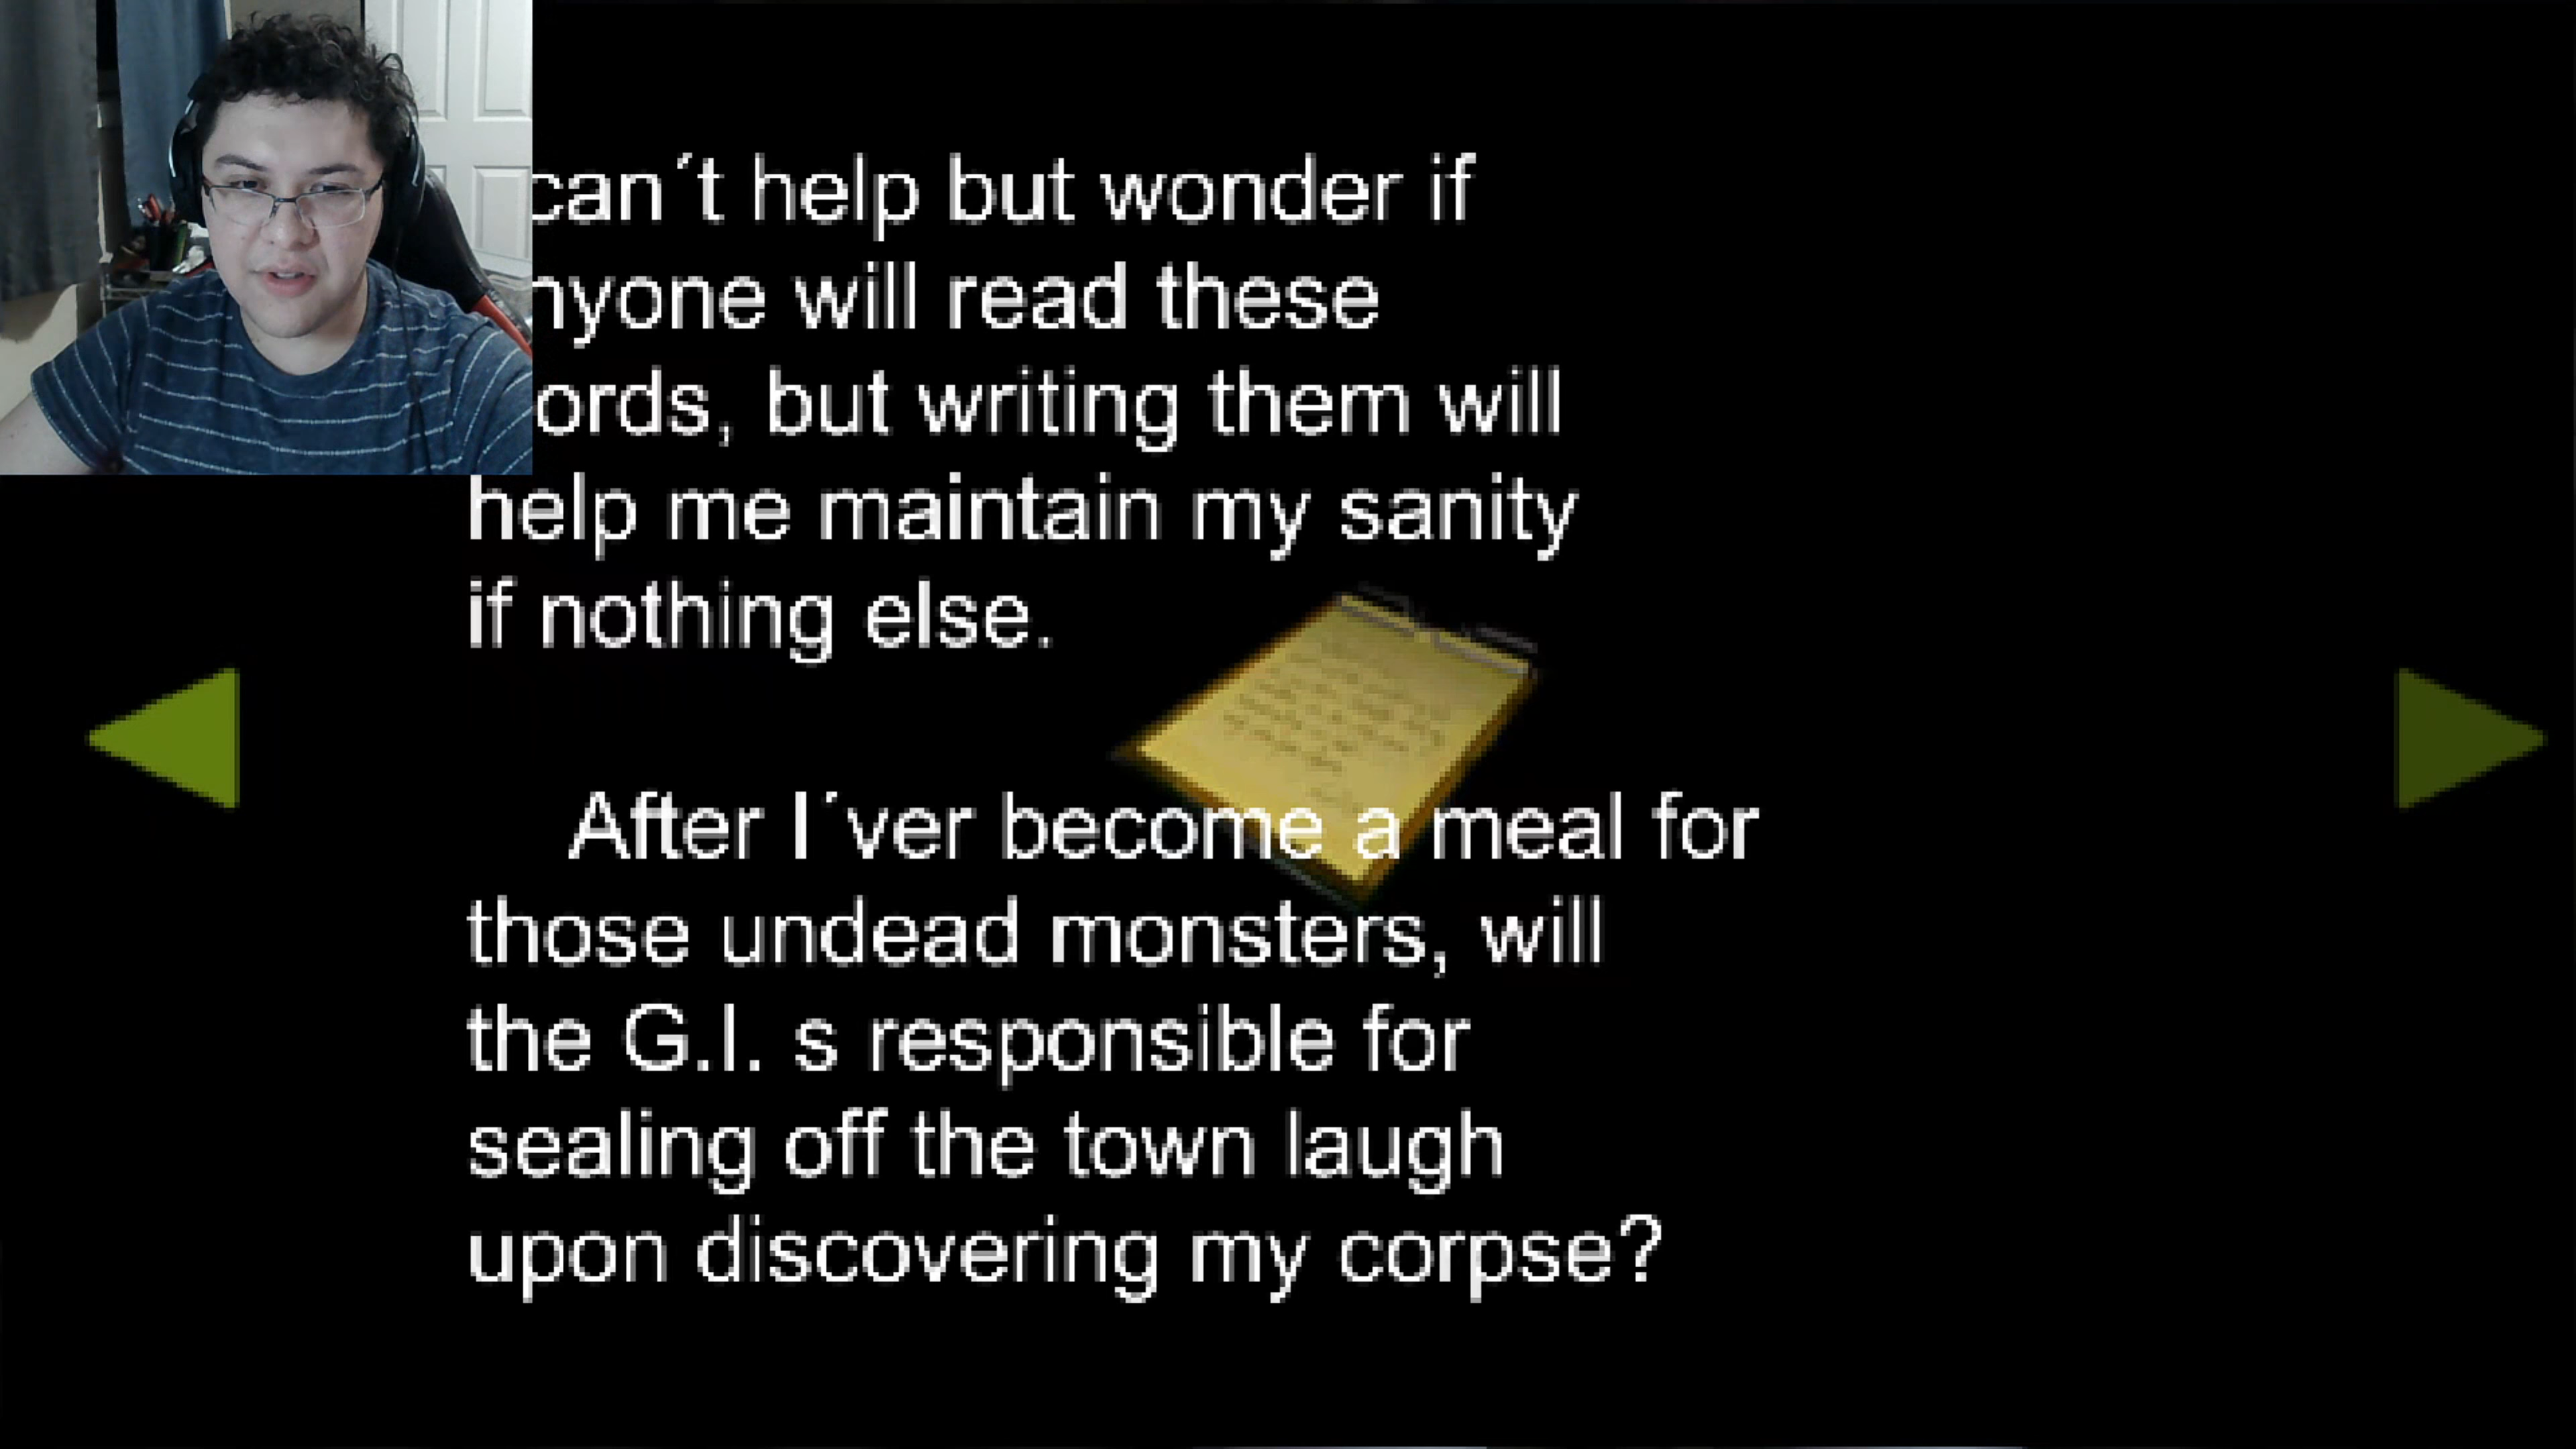 can´t help but wonder if
nyone will read these
ords, but writing them will
help me maintain my sanity
if nothing else.
After I´ver become a meal for
those undead monsters, will
the G.I. s responsible for
sealing off the town laugh
upon discovering my corpse?